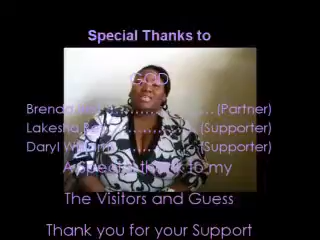 Special Thanks to
GOD
Brenda (Partner)
Lakesha (Supporter)
Daryl (Supporter)
A special thank to my
The Visitors and Guess
Thank you for your Support